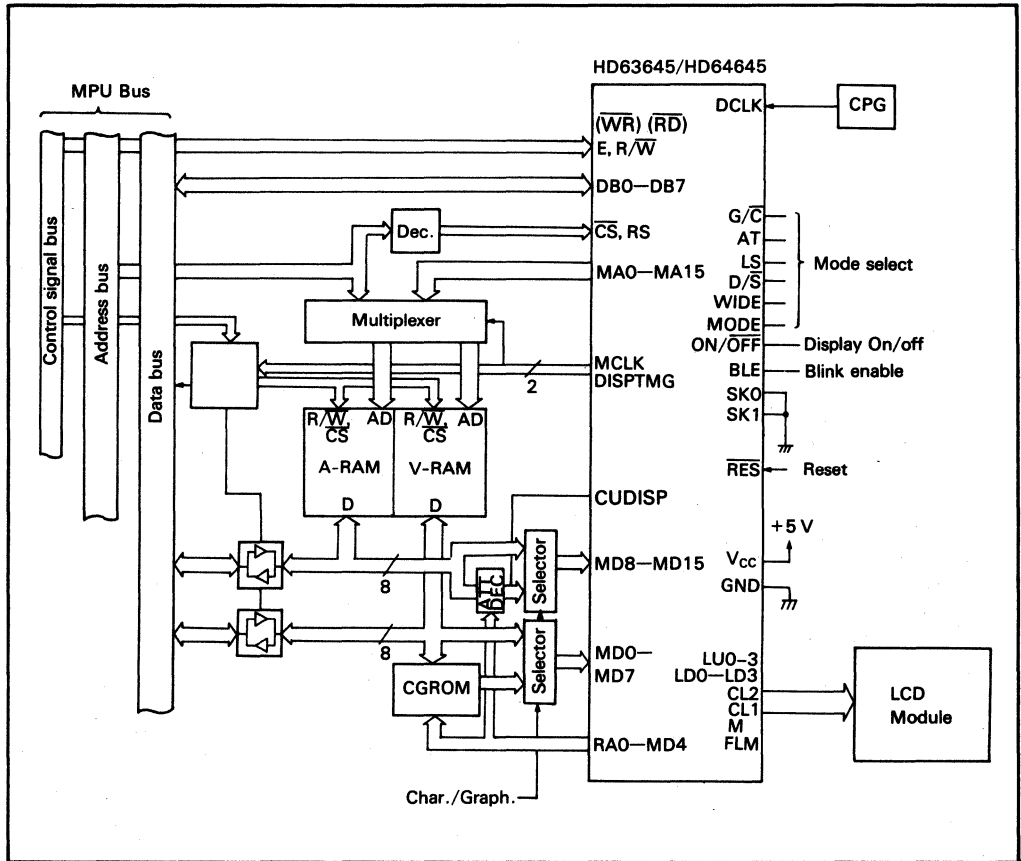 HD63645/HD64645
MPU Bus
DCLK
CPG
(WR) (RD)
E, R/W
DB0—DB7
Control signal bus
Address bus
Data bus
Dec.
CS, RS
G/C
AT
LS
D/S
WIDE
MODE
Mode select
MA0—MA15
Multiplexer
ON/OFF
Display On/off
MCLK
DISPTMG
2
BLE
Blink enable
SK0
SK1
R/W,
CS
AD
R/W,
CS
AD
A-RAM
V-RAM
D
D
RES
Reset
CUDISP
+5 V
Selector
MD8—MD15
VCC
8
ATT
DEC
GND
8
Selector
MD0—
MD7
LU0-3
LD0—LD3
CL2
CL1
M
FLM
LCD
Module
CGROM
RA0—MD4
Char./Graph.